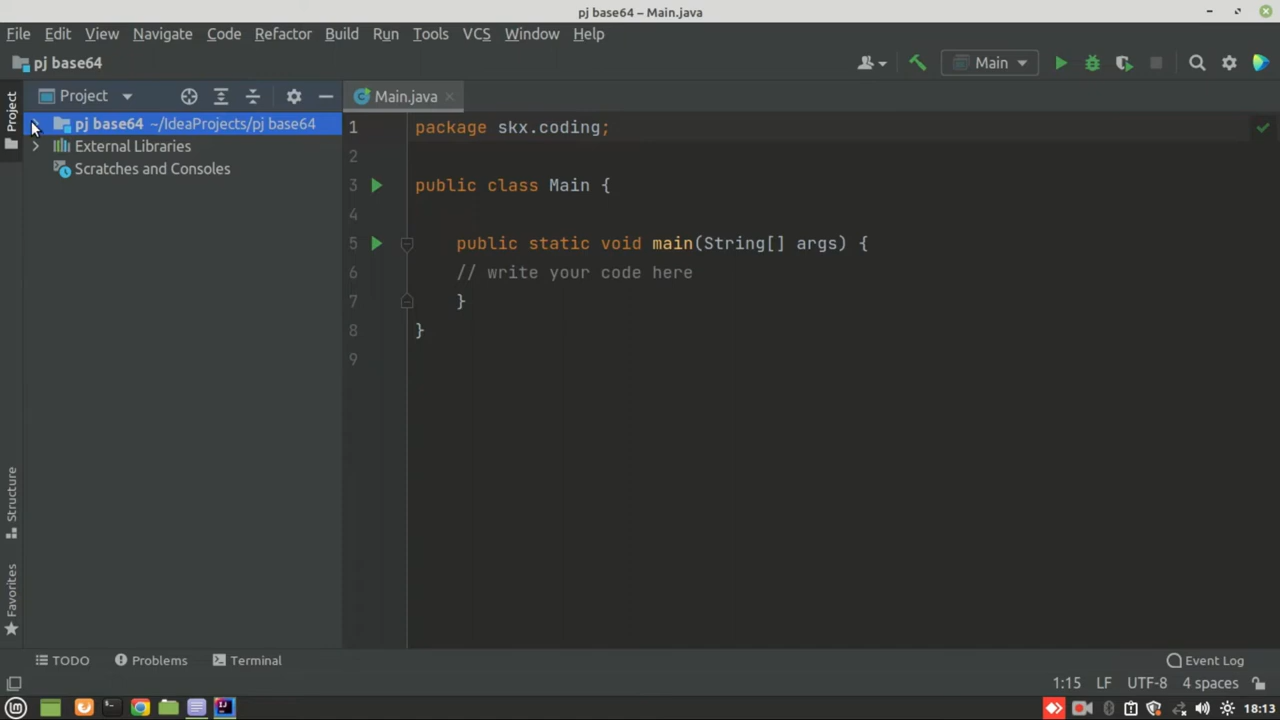 pj base64 – Main.java
File Edit View Navigate Code Refactor Build Run Tools VCS Window Help
pj base64
Main
Project
Main.java
Project
pj base64 ~/IdeaProjects/pj base64
External Libraries
Scratches and Consoles
1 package skx.coding;
2
3 public class Main {
4
5 public static void main(String[] args) {
6 // write your code here
7 }
8 }
9
Structure
Favorites
TODO Problems Terminal Event Log
1:15 LF UTF-8 4 spaces
18:13